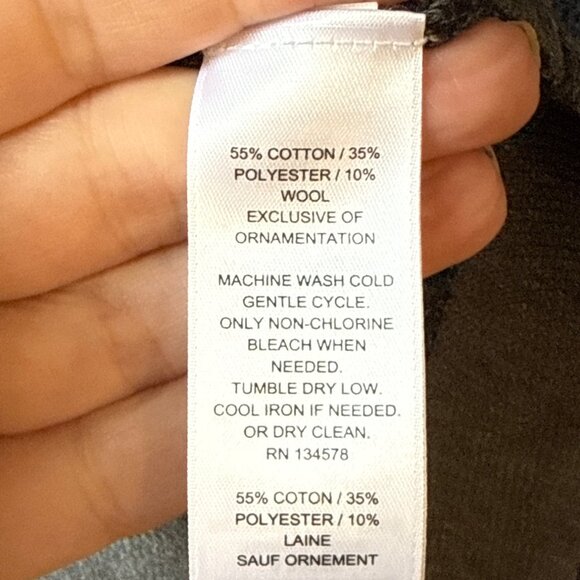 55% COTTON / 35%
POLYESTER / 10%
WOOL
EXCLUSIVE OF
ORNAMENTATION
MACHINE WASH COLD
GENTLE CYCLE.
ONLY NON-CHLORINE
BLEACH WHEN
NEEDED.
TUMBLE DRY LOW.
COOL IRON IF NEEDED.
OR DRY CLEAN.
RN 134578
55% COTON / 35%
POLYESTER / 10%
LAINE
SAUF ORNEMENT